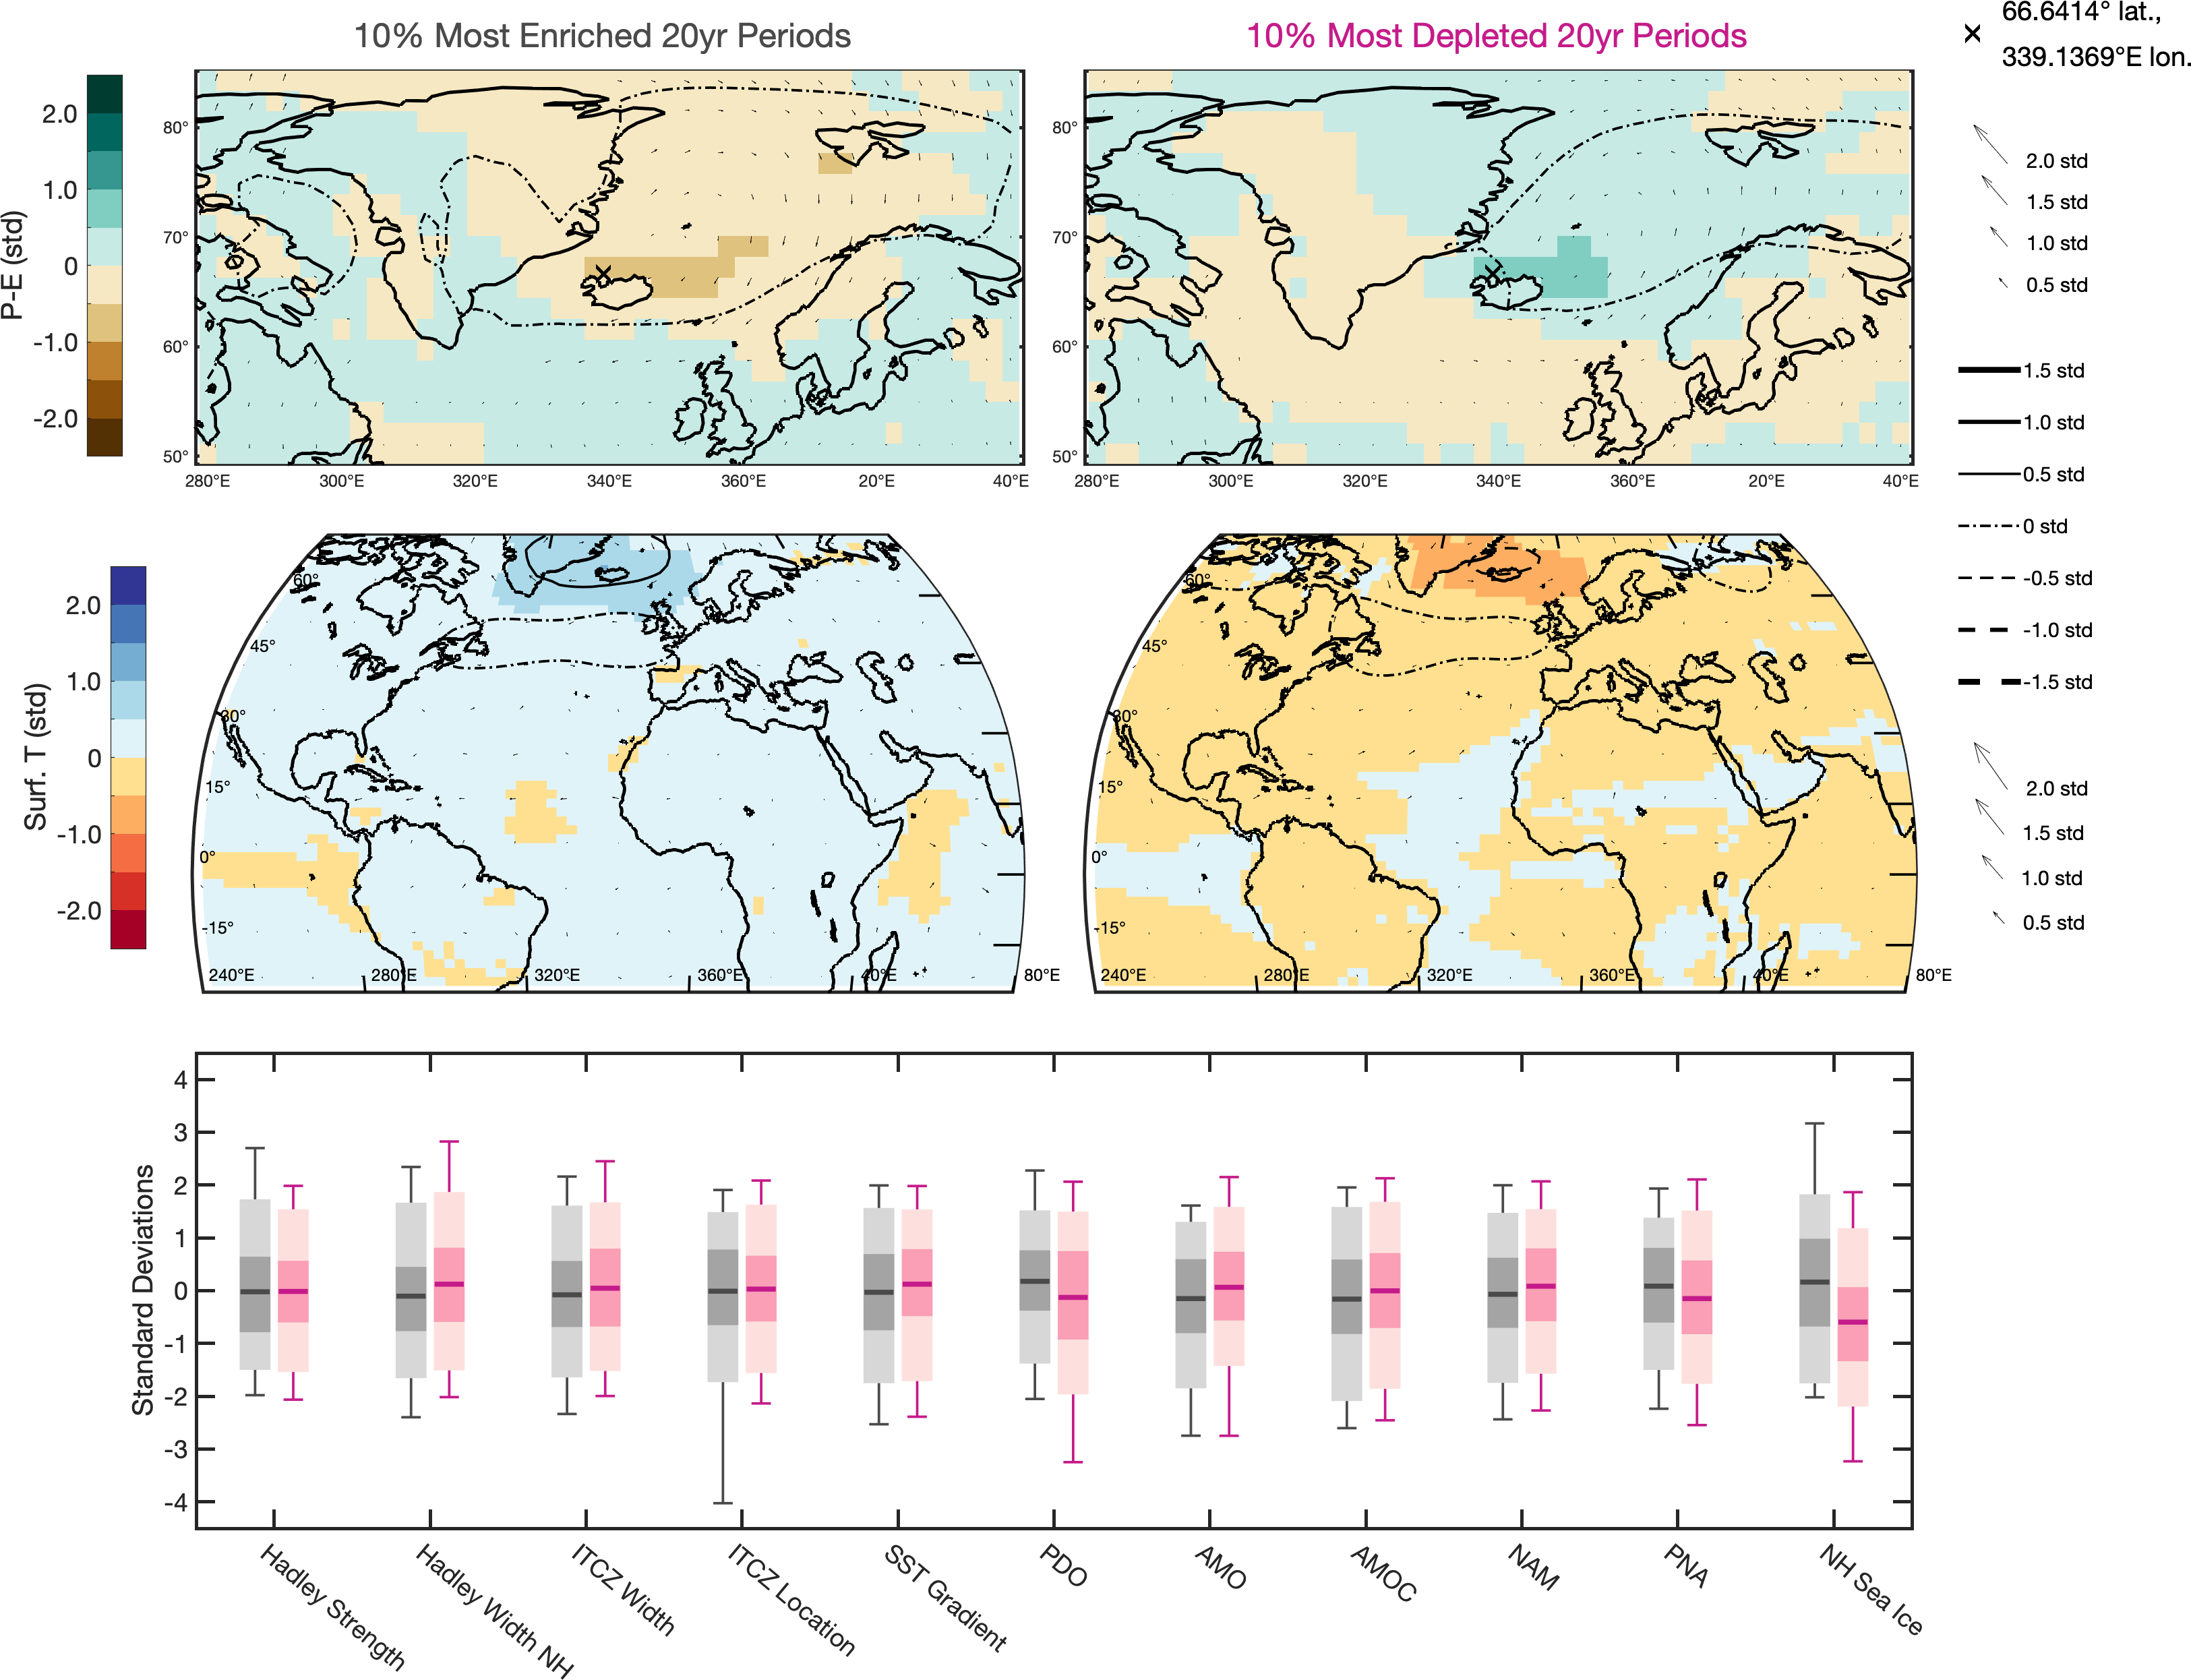 10% Most Enriched 20yr Periods
10% Most Depleted 20yr Periods
66.6414° lat.,
339.1369°E lon.
P-E (std)
2.0
1.0
0
-1.0
-2.0
80°
70°
60°
50°
280°E 300°E 320°E 340°E 360°E 20°E 40°E
80°
70°
60°
50°
280°E 300°E 320°E 340°E 360°E 20°E 40°E
2.0 std
1.5 std
1.0 std
0.5 std
1.5 std
1.0 std
0.5 std
0 std
-0.5 std
-1.0 std
-1.5 std
2.0 std
1.5 std
1.0 std
0.5 std
Surf. T (std)
2.0
1.0
0
-1.0
-2.0
60°
45°
30°
15°
0°
-15°
240°E 280°E 320°E 360°E 40°E 80°E
60°
45°
30°
15°
0°
-15°
240°E 280°E 320°E 360°E 40°E 80°E
Standard Deviations
4
3
2
1
0
-1
-2
-3
-4
Hadley Strength
Hadley Width NH
ITCZ Width
ITCZ Location
SST Gradient
PDO
AMO
AMOC
NAM
PNA
NH Sea Ice